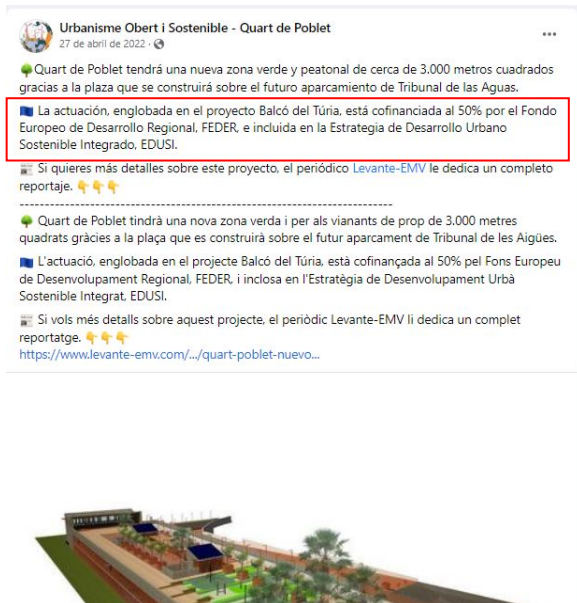 Urbanisme Obert i Sostenible - Quart de Poblet
27 de abril de 2022 ·
Quart de Poblet tendrá una nueva zona verde y peatonal de cerca de 3.000 metros cuadrados
gracias a la plaza que se construirá sobre el futuro aparcamiento de Tribunal de las Aguas.
La actuación, englobada en el proyecto Balcó del Túria, está cofinanciada al 50% por el Fondo
Europeo de Desarrollo Regional, FEDER, e incluida en la Estrategia de Desarrollo Urbano
Sostenible Integrado, EDUSI.
Si quieres más detalles sobre este proyecto, el periódico Levante-EMV le dedica un completo
reportaje.
--------------------------------------------------------------------------
Quart de Poblet tindrà una nova zona verda i per als vianants de prop de 3.000 metres
quadrats gràcies a la plaça que es construirà sobre el futur aparcament de Tribunal de les Aigües.
L'actuació, englobada en el projecte Balcó del Túria, està cofinançada al 50% pel Fons Europeu
de Desenvolupament Regional, FEDER, i inclosa en l'Estratègia de Desenvolupament Urbà
Sostenible Integrat, EDUSI.
Si vols més detalls sobre aquest projecte, el periòdic Levante-EMV li dedica un complet
reportatge.
https://www.levante-emv.com/.../quart-poblet-nuevo...